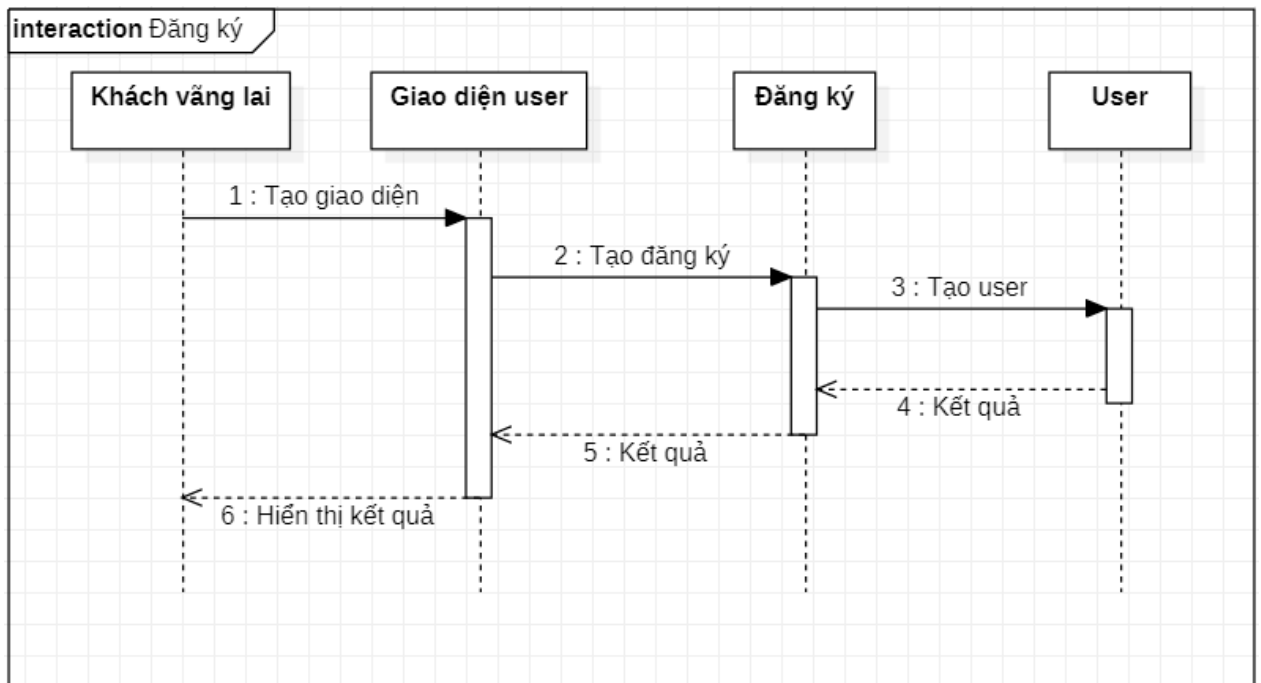 interaction Đăng ký
Khách vãng lai
Giao diện user
Đăng ký
User
1 : Tạo giao diện
2 : Tạo đăng ký
3 : Tạo user
4 : Kết quả
5 : Kết quả
6 : Hiển thị kết quả